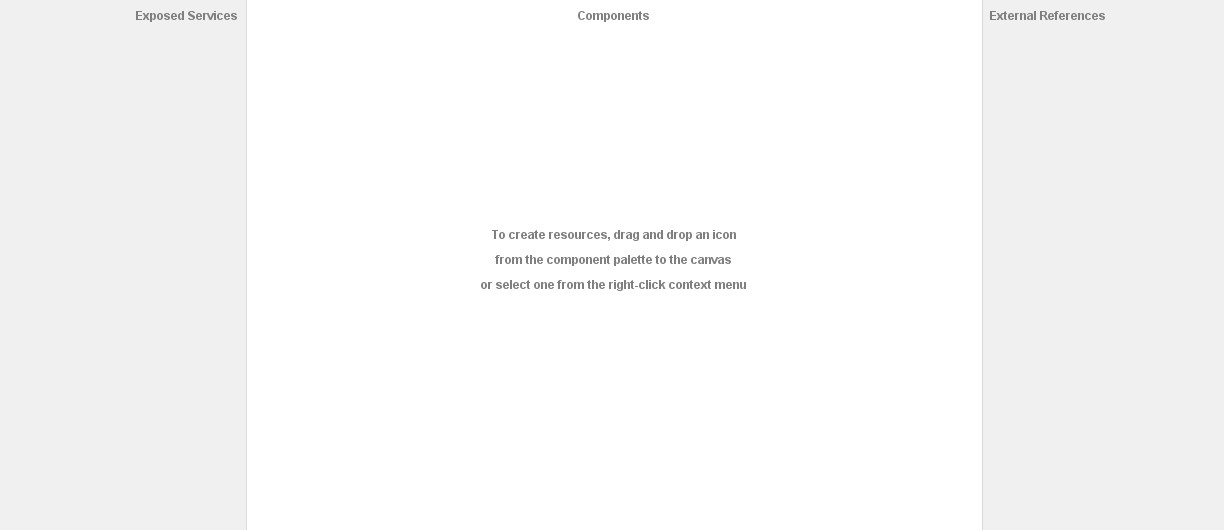 Exposed Services
Components
External References
To create resources, drag and drop an icon
from the component palette to the canvas
or select one from the right-click context menu